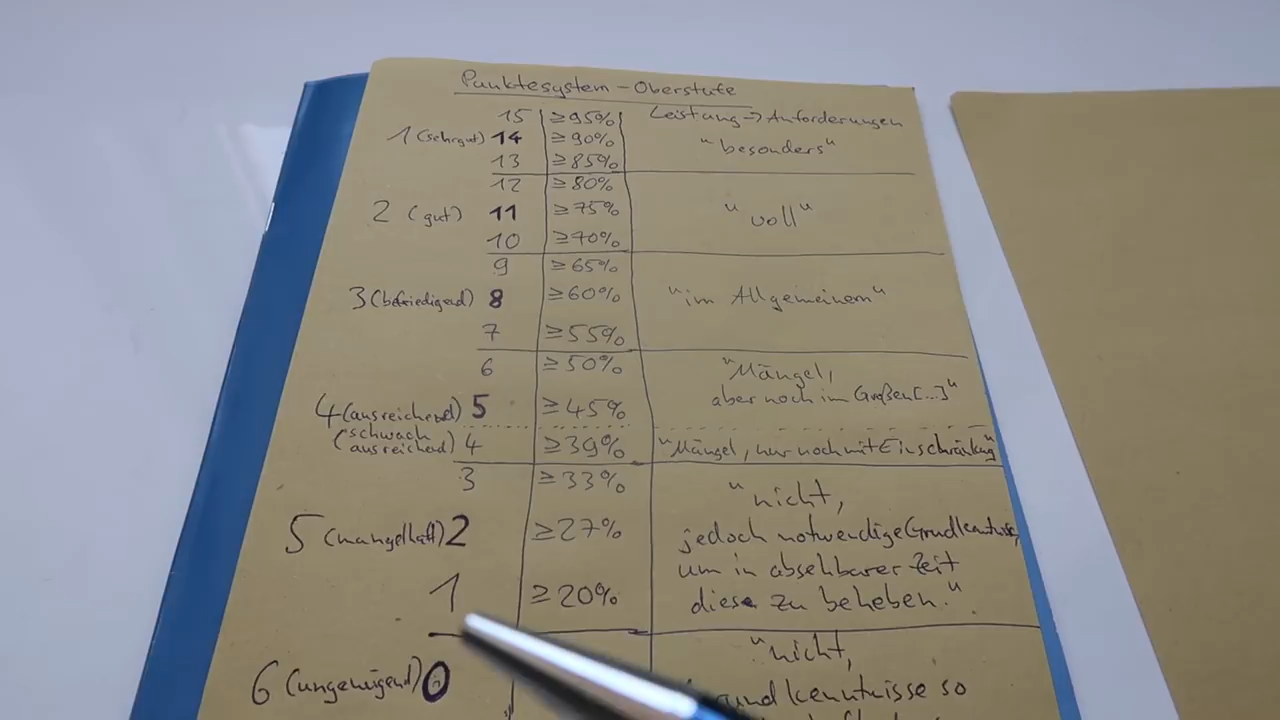 Punktesystem - Oberstufe
15 ≥95% Leistung → Anforderungen
1 (sehr gut) 14 ≥90% "besonders"
13 ≥85%
12 ≥80%
2 (gut) 11 ≥75% "voll"
10 ≥70%
9 ≥65%
3 (befriedigend) 8 ≥60% "im Allgemeinem"
7 ≥55%
6 ≥50% "Mängel,
aber noch im Großen [...]"
4 (ausreichend) 5 ≥45%
(schwach
ausreichend) 4 ≥39% "Mängel, nur noch mit Einschränkung"
3 ≥33% "nicht,
5 (mangelhaft) 2 ≥27% jedoch notwendige Grundkenntnisse,
um in absehbarer Zeit
1 ≥20% diese zu beheben."
"nicht,
6 (ungenügend) 0
Grundkenntnisse so